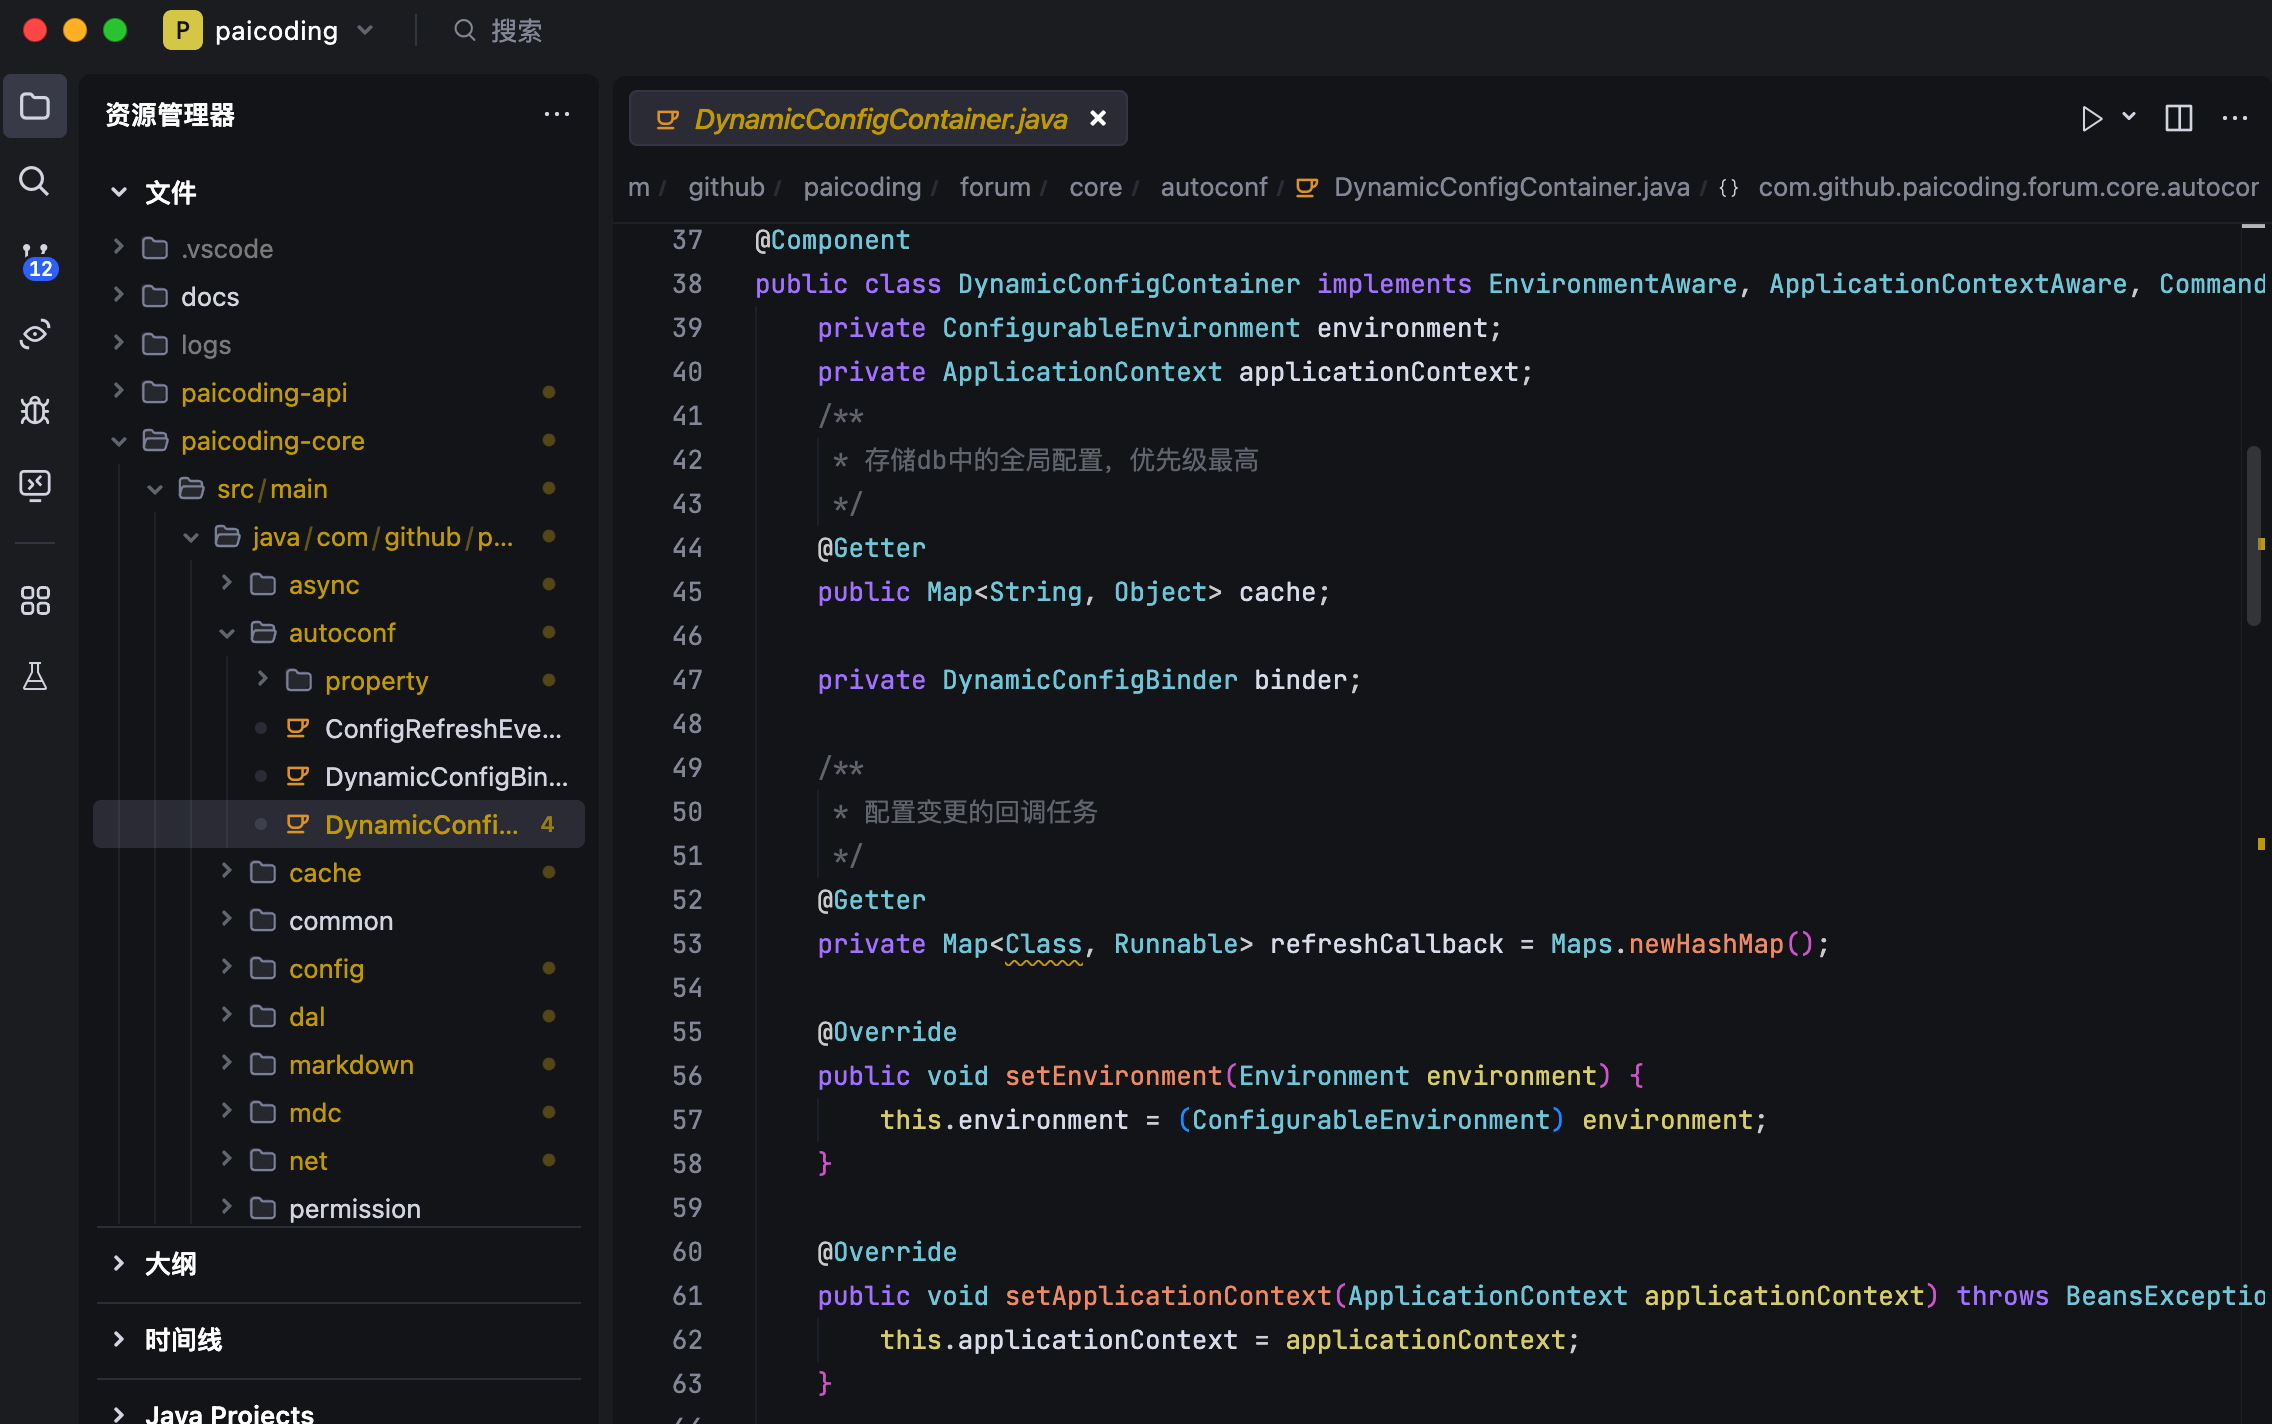 P paicoding 搜索
资源管理器
文件
.vscode
docs
logs
paicoding-api
paicoding-core
src/main
java/com/github/p...
async
autoconf
property
ConfigRefreshEve...
DynamicConfigBin...
DynamicConfi... 4
cache
common
config
dal
markdown
mdc
net
permission
大纲
时间线
Java Projects
12
DynamicConfigContainer.java
m / github / paicoding / forum / core / autoconf / DynamicConfigContainer.java / {} com.github.paicoding.forum.core.autocor
37 @Component
38 public class DynamicConfigContainer implements EnvironmentAware, ApplicationContextAware, Command
39 private ConfigurableEnvironment environment;
40 private ApplicationContext applicationContext;
41 /**
42 * 存储db中的全局配置，优先级最高
43 */
44 @Getter
45 public Map<String, Object> cache;
46
47 private DynamicConfigBinder binder;
48
49 /**
50 * 配置变更的回调任务
51 */
52 @Getter
53 private Map<Class, Runnable> refreshCallback = Maps.newHashMap();
54
55 @Override
56 public void setEnvironment(Environment environment) {
57 this.environment = (ConfigurableEnvironment) environment;
58 }
59
60 @Override
61 public void setApplicationContext(ApplicationContext applicationContext) throws BeansExceptio
62 this.applicationContext = applicationContext;
63 }